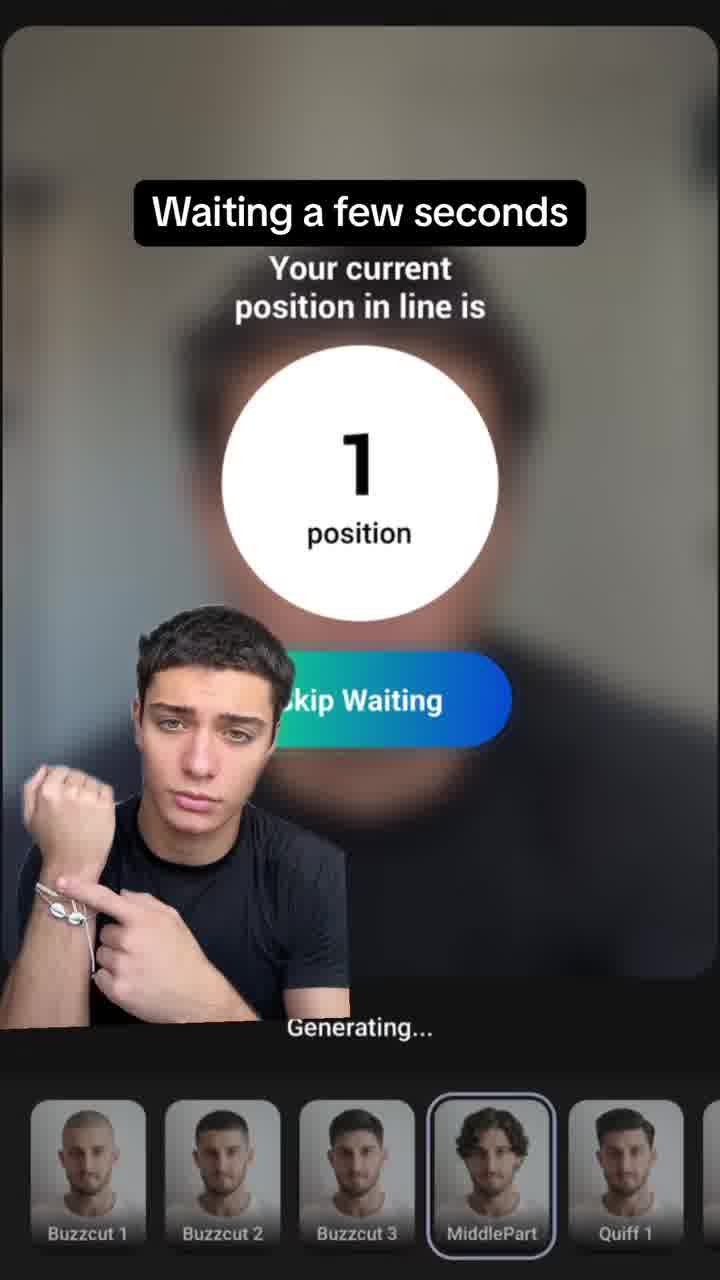 Waiting a few seconds
Your current
position in line is
1
position
kip Waiting
Generating...
Buzzcut 1
Buzzcut 2
Buzzcut 3
MiddlePart
Quiff 1